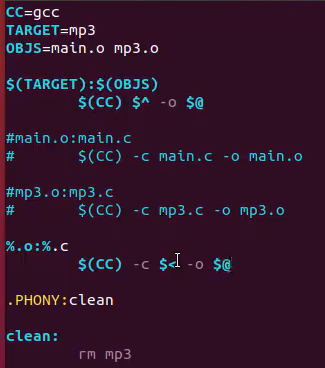 CC=gcc
TARGET=mp3
OBJS=main.o mp3.o
$(TARGET):$(OBJS)
$(CC) $^ -o $@
#main.o:main.c
# $(CC) -c main.c -o main.o
#mp3.o:mp3.c
# $(CC) -c mp3.c -o mp3.o
%.o:%.c
$(CC) -c $< -o $@
.PHONY:clean
clean:
rm mp3